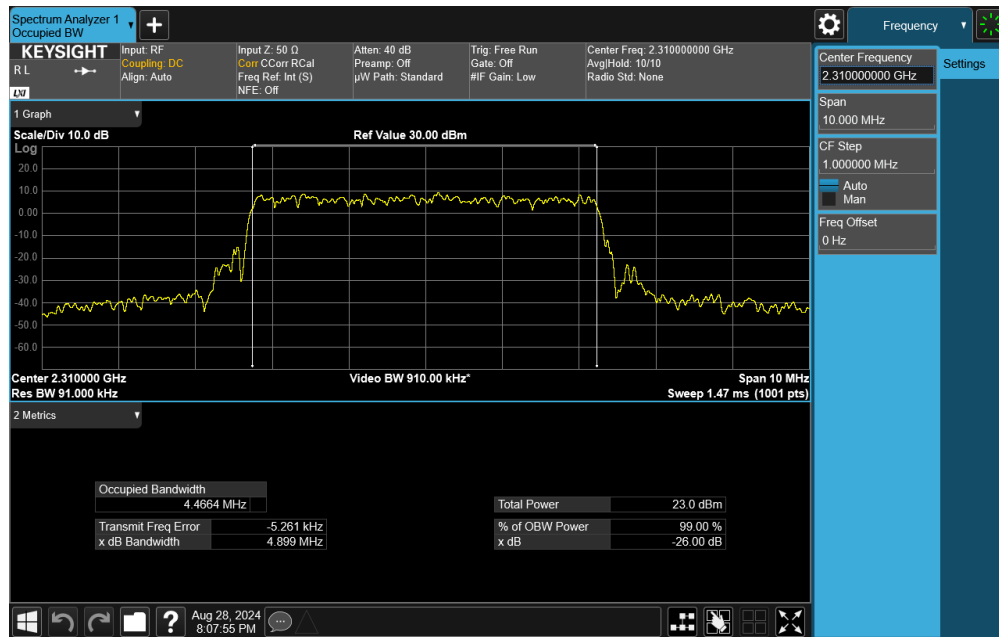 Spectrum Analyzer 1
Occupied BW
Frequency
KEYSIGHT
R L
LXI
Input: RF
Coupling: DC
Align: Auto
Input Z: 50 Ω
Corr CCorr RCal
Freq Ref: Int (S)
NFE: Off
Atten: 40 dB
Preamp: Off
µW Path: Standard
Trig: Free Run
Gate: Off
#IF Gain: Low
Center Freq: 2.310000000 GHz
Avg|Hold: 10/10
Radio Std: None
Center Frequency
2.310000000 GHz
Settings
Span
10.000 MHz
CF Step
1.000000 MHz
Auto
Man
Freq Offset
0 Hz
1 Graph
Scale/Div 10.0 dB
Ref Value 30.00 dBm
Log
20.0
10.0
0.00
-10.0
-20.0
-30.0
-40.0
-50.0
-60.0
Center 2.310000 GHz
Video BW 910.00 kHz*
Span 10 MHz
Res BW 91.000 kHz
Sweep 1.47 ms (1001 pts)
2 Metrics
Occupied Bandwidth
4.4664 MHz
Total Power 23.0 dBm
Transmit Freq Error -5.261 kHz
% of OBW Power 99.00 %
x dB Bandwidth 4.899 MHz
x dB -26.00 dB
?
Aug 28, 2024
8:07:55 PM